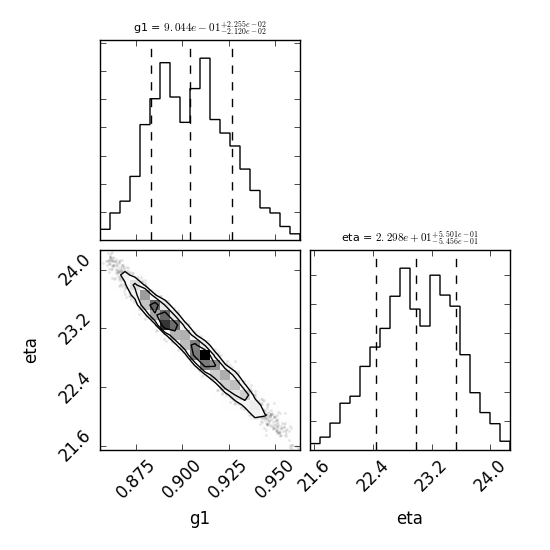 g1 = 9.044e−01+2.255e−02−2.120e−02
eta = 2.298e+01+5.501e−01−5.456e−01
24.0
23.2
22.4
21.6
eta
0.875 0.900 0.925 0.950
21.6 22.4 23.2 24.0
g1 eta